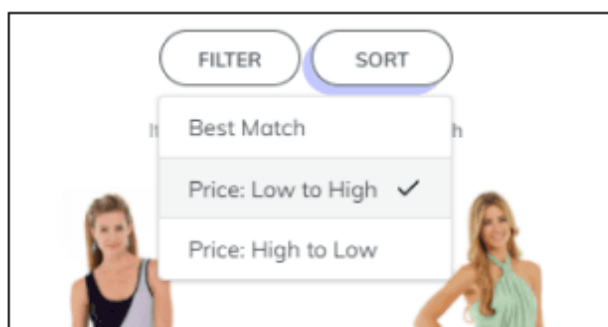 FILTER SORT
Best Match
Price: Low to High
Price: High to Low